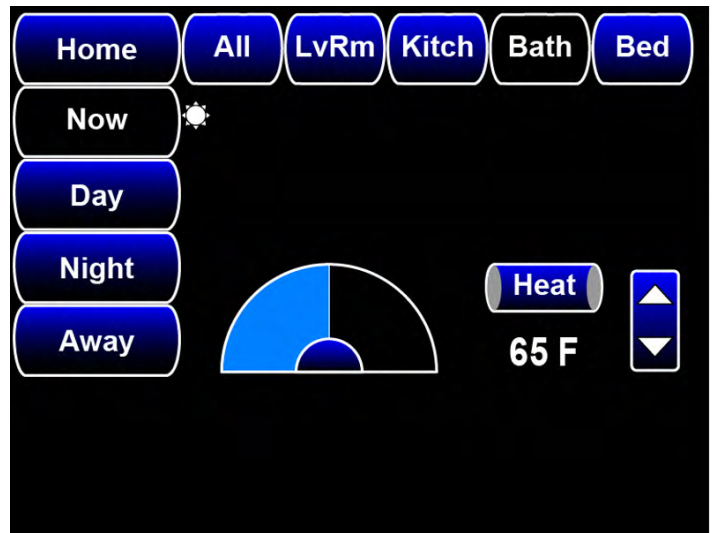 Home All LvRm Kitch Bath Bed
Now
Day
Night
Heat
Away
65 F